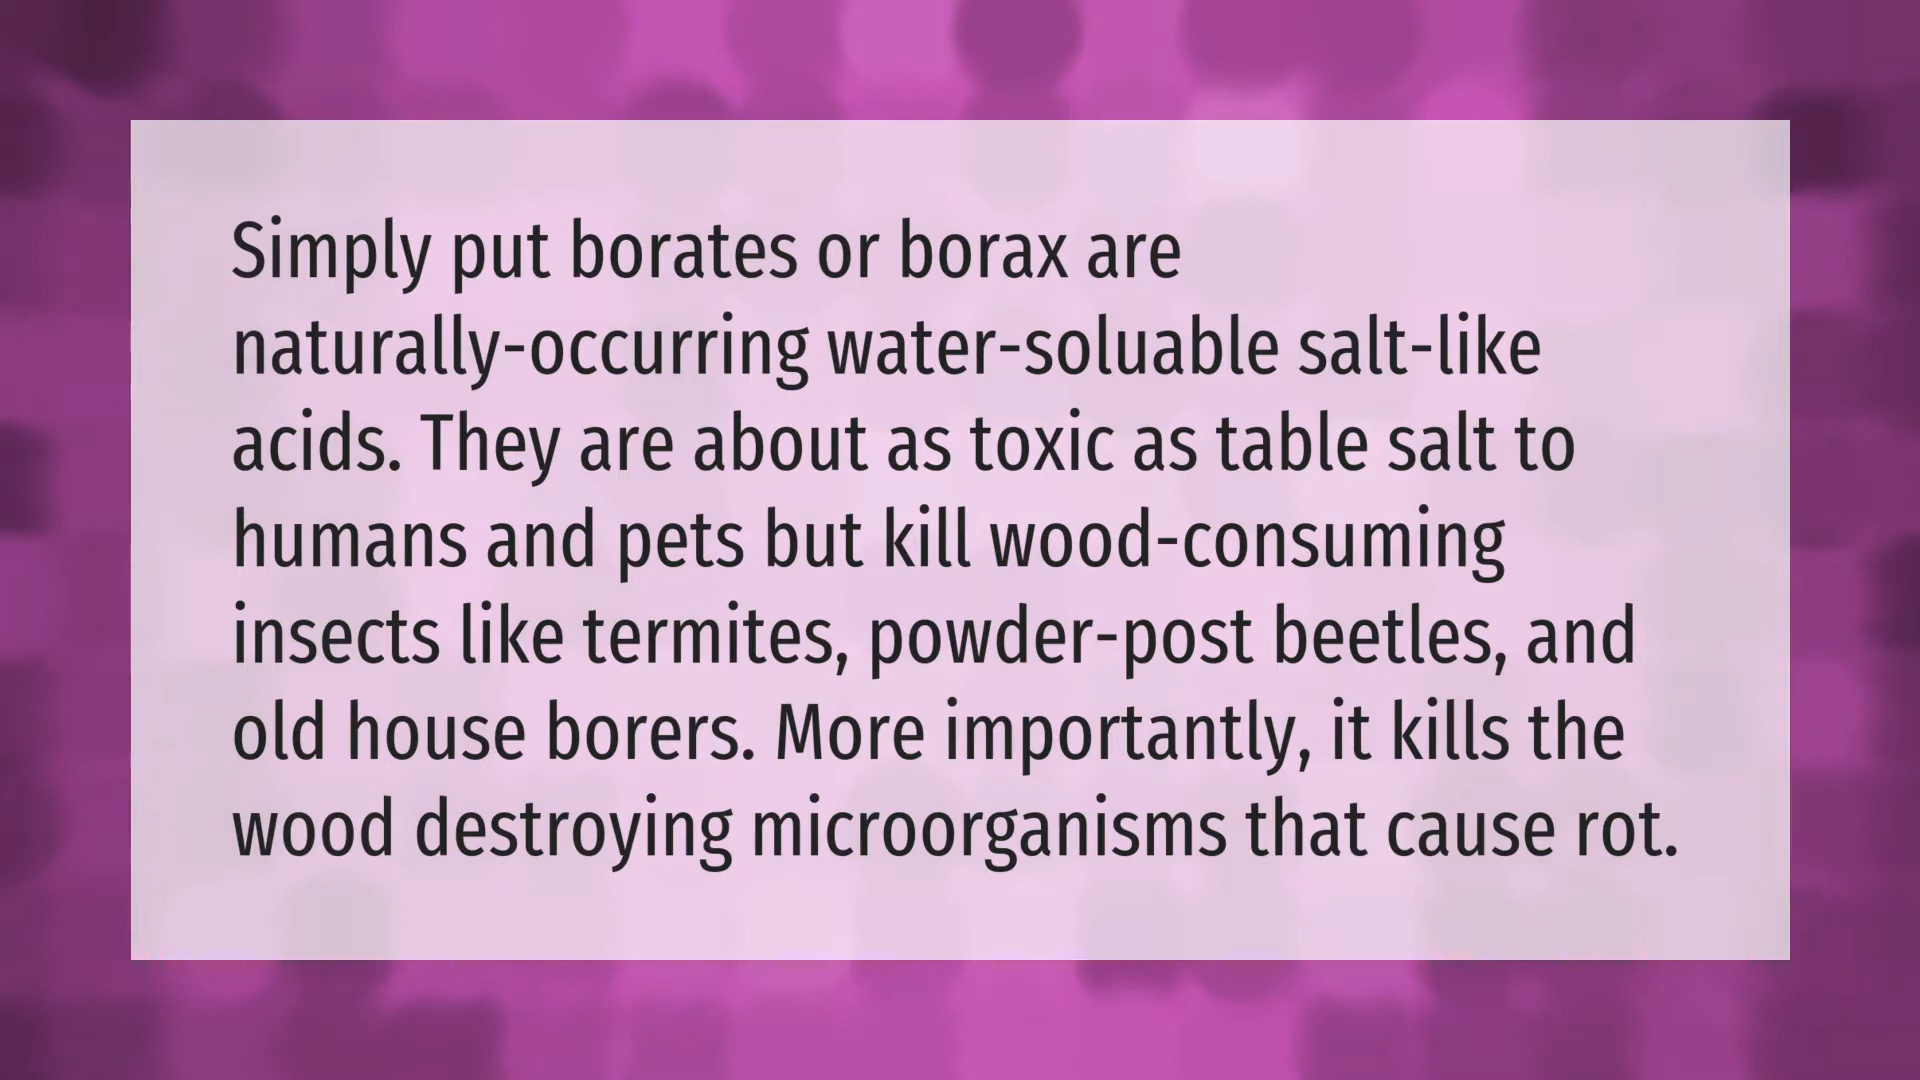 Simply put borates or borax are
naturally-occurring water-soluable salt-like
acids. They are about as toxic as table salt to
humans and pets but kill wood-consuming
insects like termites, powder-post beetles, and
old house borers. More importantly, it kills the
wood destroying microorganisms that cause rot.